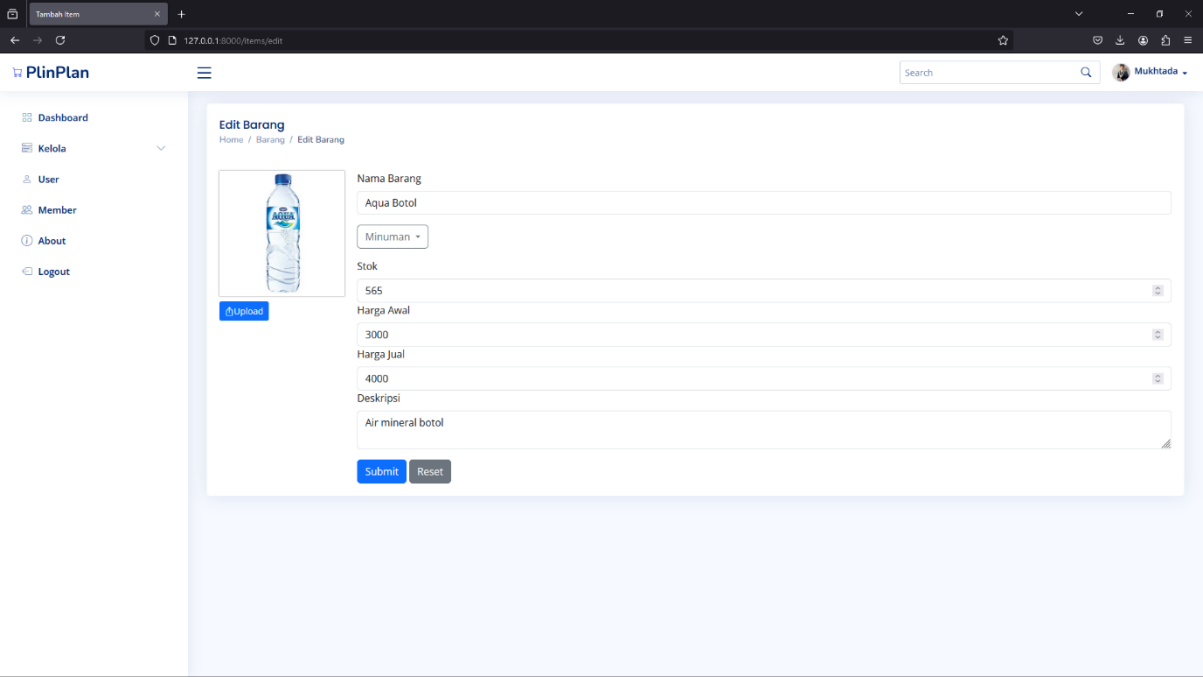 Tambah Item
127.0.0.1:8000/items/edit
PlinPlan
Search
Mukhtada
Dashboard
Kelola
User
Member
About
Logout
Edit Barang
Home / Barang / Edit Barang
AQUA
Upload
Nama Barang
Aqua Botol
Minuman
Stok
565
Harga Awal
3000
Harga Jual
4000
Deskripsi
Air mineral botol
Submit
Reset